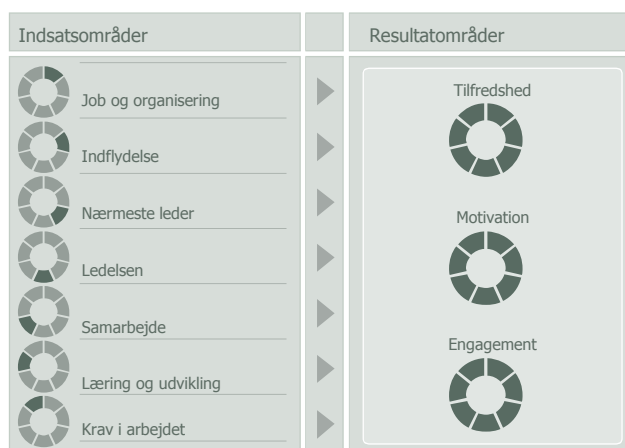 Indsatsområder
Resultatområder
Job og organisering
Indflydelse
Nærmeste leder
Ledelsen
Samarbejde
Læring og udvikling
Krav i arbejdet
Tilfredshed
Motivation
Engagement